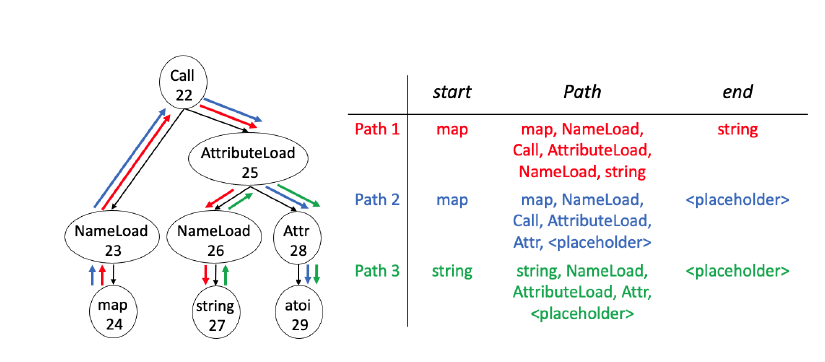 Call
22
AttributeLoad
25
NameLoad
23
NameLoad
26
Attr
28
map
24
string
27
atoi
29
start Path end
Path 1 map map, NameLoad, string
Call, AttributeLoad,
NameLoad, string
Path 2 map map, NameLoad, <placeholder>
Call, AttributeLoad,
Attr, <placeholder>
Path 3 string string, NameLoad, <placeholder>
AttributeLoad, Attr,
<placeholder>